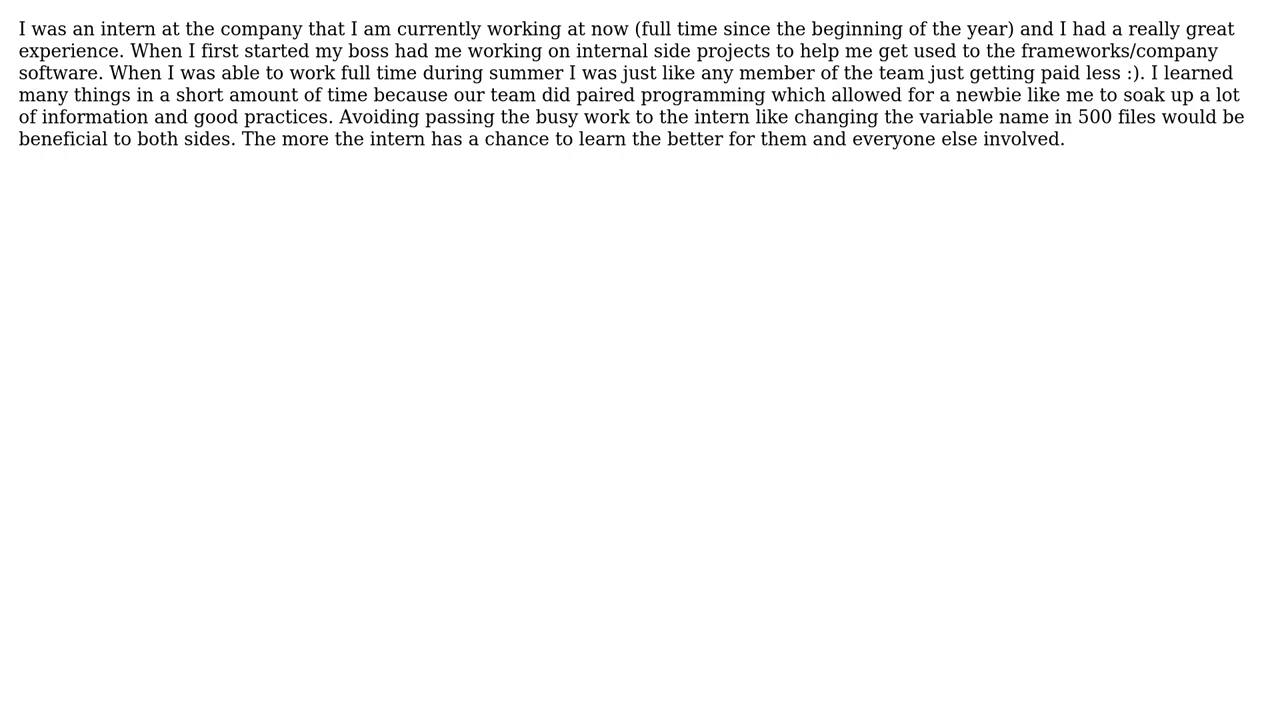 I was an intern at the company that I am currently working at now (full time since the beginning of the year) and I had a really great
experience. When I first started my boss had me working on internal side projects to help me get used to the frameworks/company
software. When I was able to work full time during summer I was just like any member of the team just getting paid less :). I learned
many things in a short amount of time because our team did paired programming which allowed for a newbie like me to soak up a lot
of information and good practices. Avoiding passing the busy work to the intern like changing the variable name in 500 files would be
beneficial to both sides. The more the intern has a chance to learn the better for them and everyone else involved.